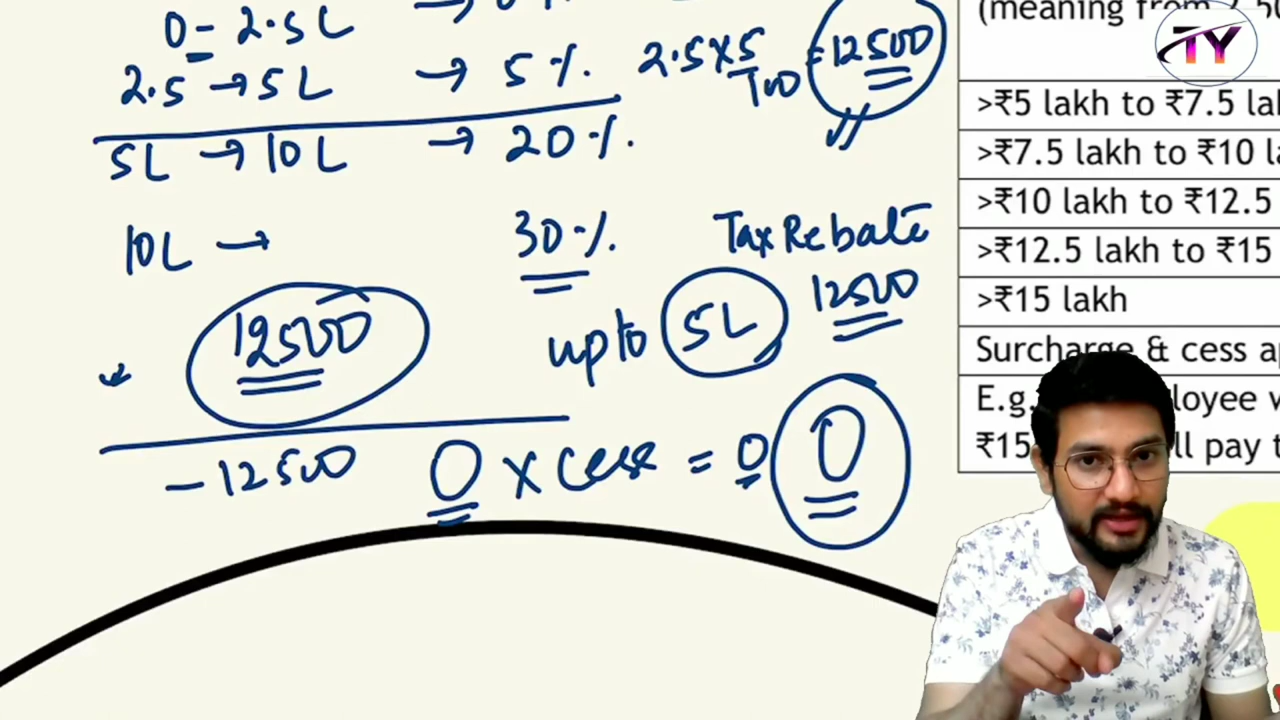 0 - 2.5L
2.5 → 5L → 5 %. 2.5 × 5 / 100 = 12500
5L → 10L → 20 %.
10L → 30 %.
Tax Rebate
12500
12500
upto 5L
- 12500
0 × cess = 0
0
TY
(meaning from
>₹5 lakh to ₹7.5
>₹7.5 lakh to ₹10
>₹10 lakh to ₹12.5
>₹12.5 lakh to ₹15
>₹15 lakh
Surcharge & cess
E.g.
pay